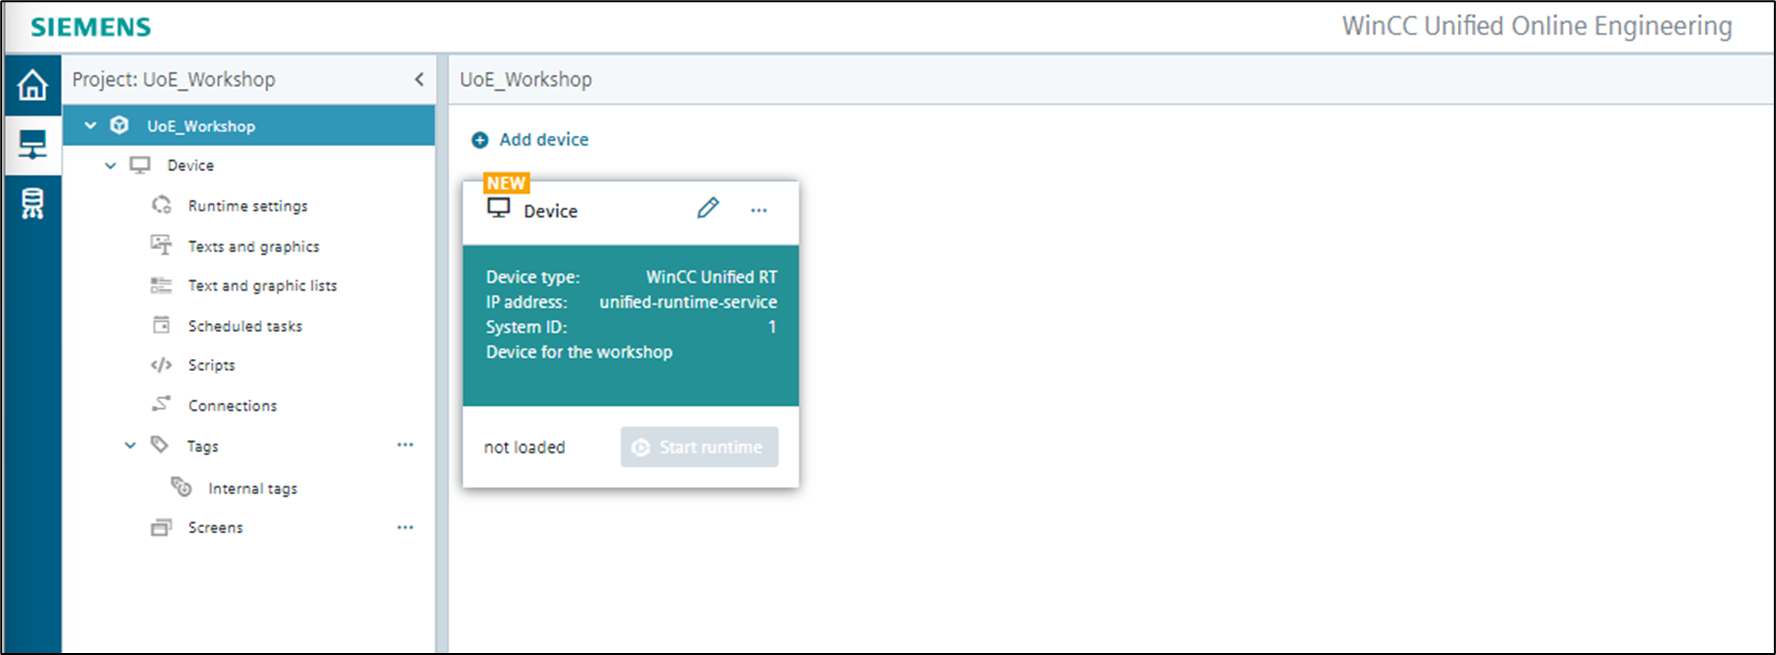 SIEMENS
WinCC Unified Online Engineering
Project: UoE_Workshop
UoE_Workshop
Device
Runtime settings
Texts and graphics
Text and graphic lists
Scheduled tasks
Scripts
Connections
Tags
Internal tags
Screens
UoE_Workshop
Add device
NEW
Device
Device type: WinCC Unified RT
IP address: unified-runtime-service
System ID: 1
Device for the workshop
not loaded
Start runtime